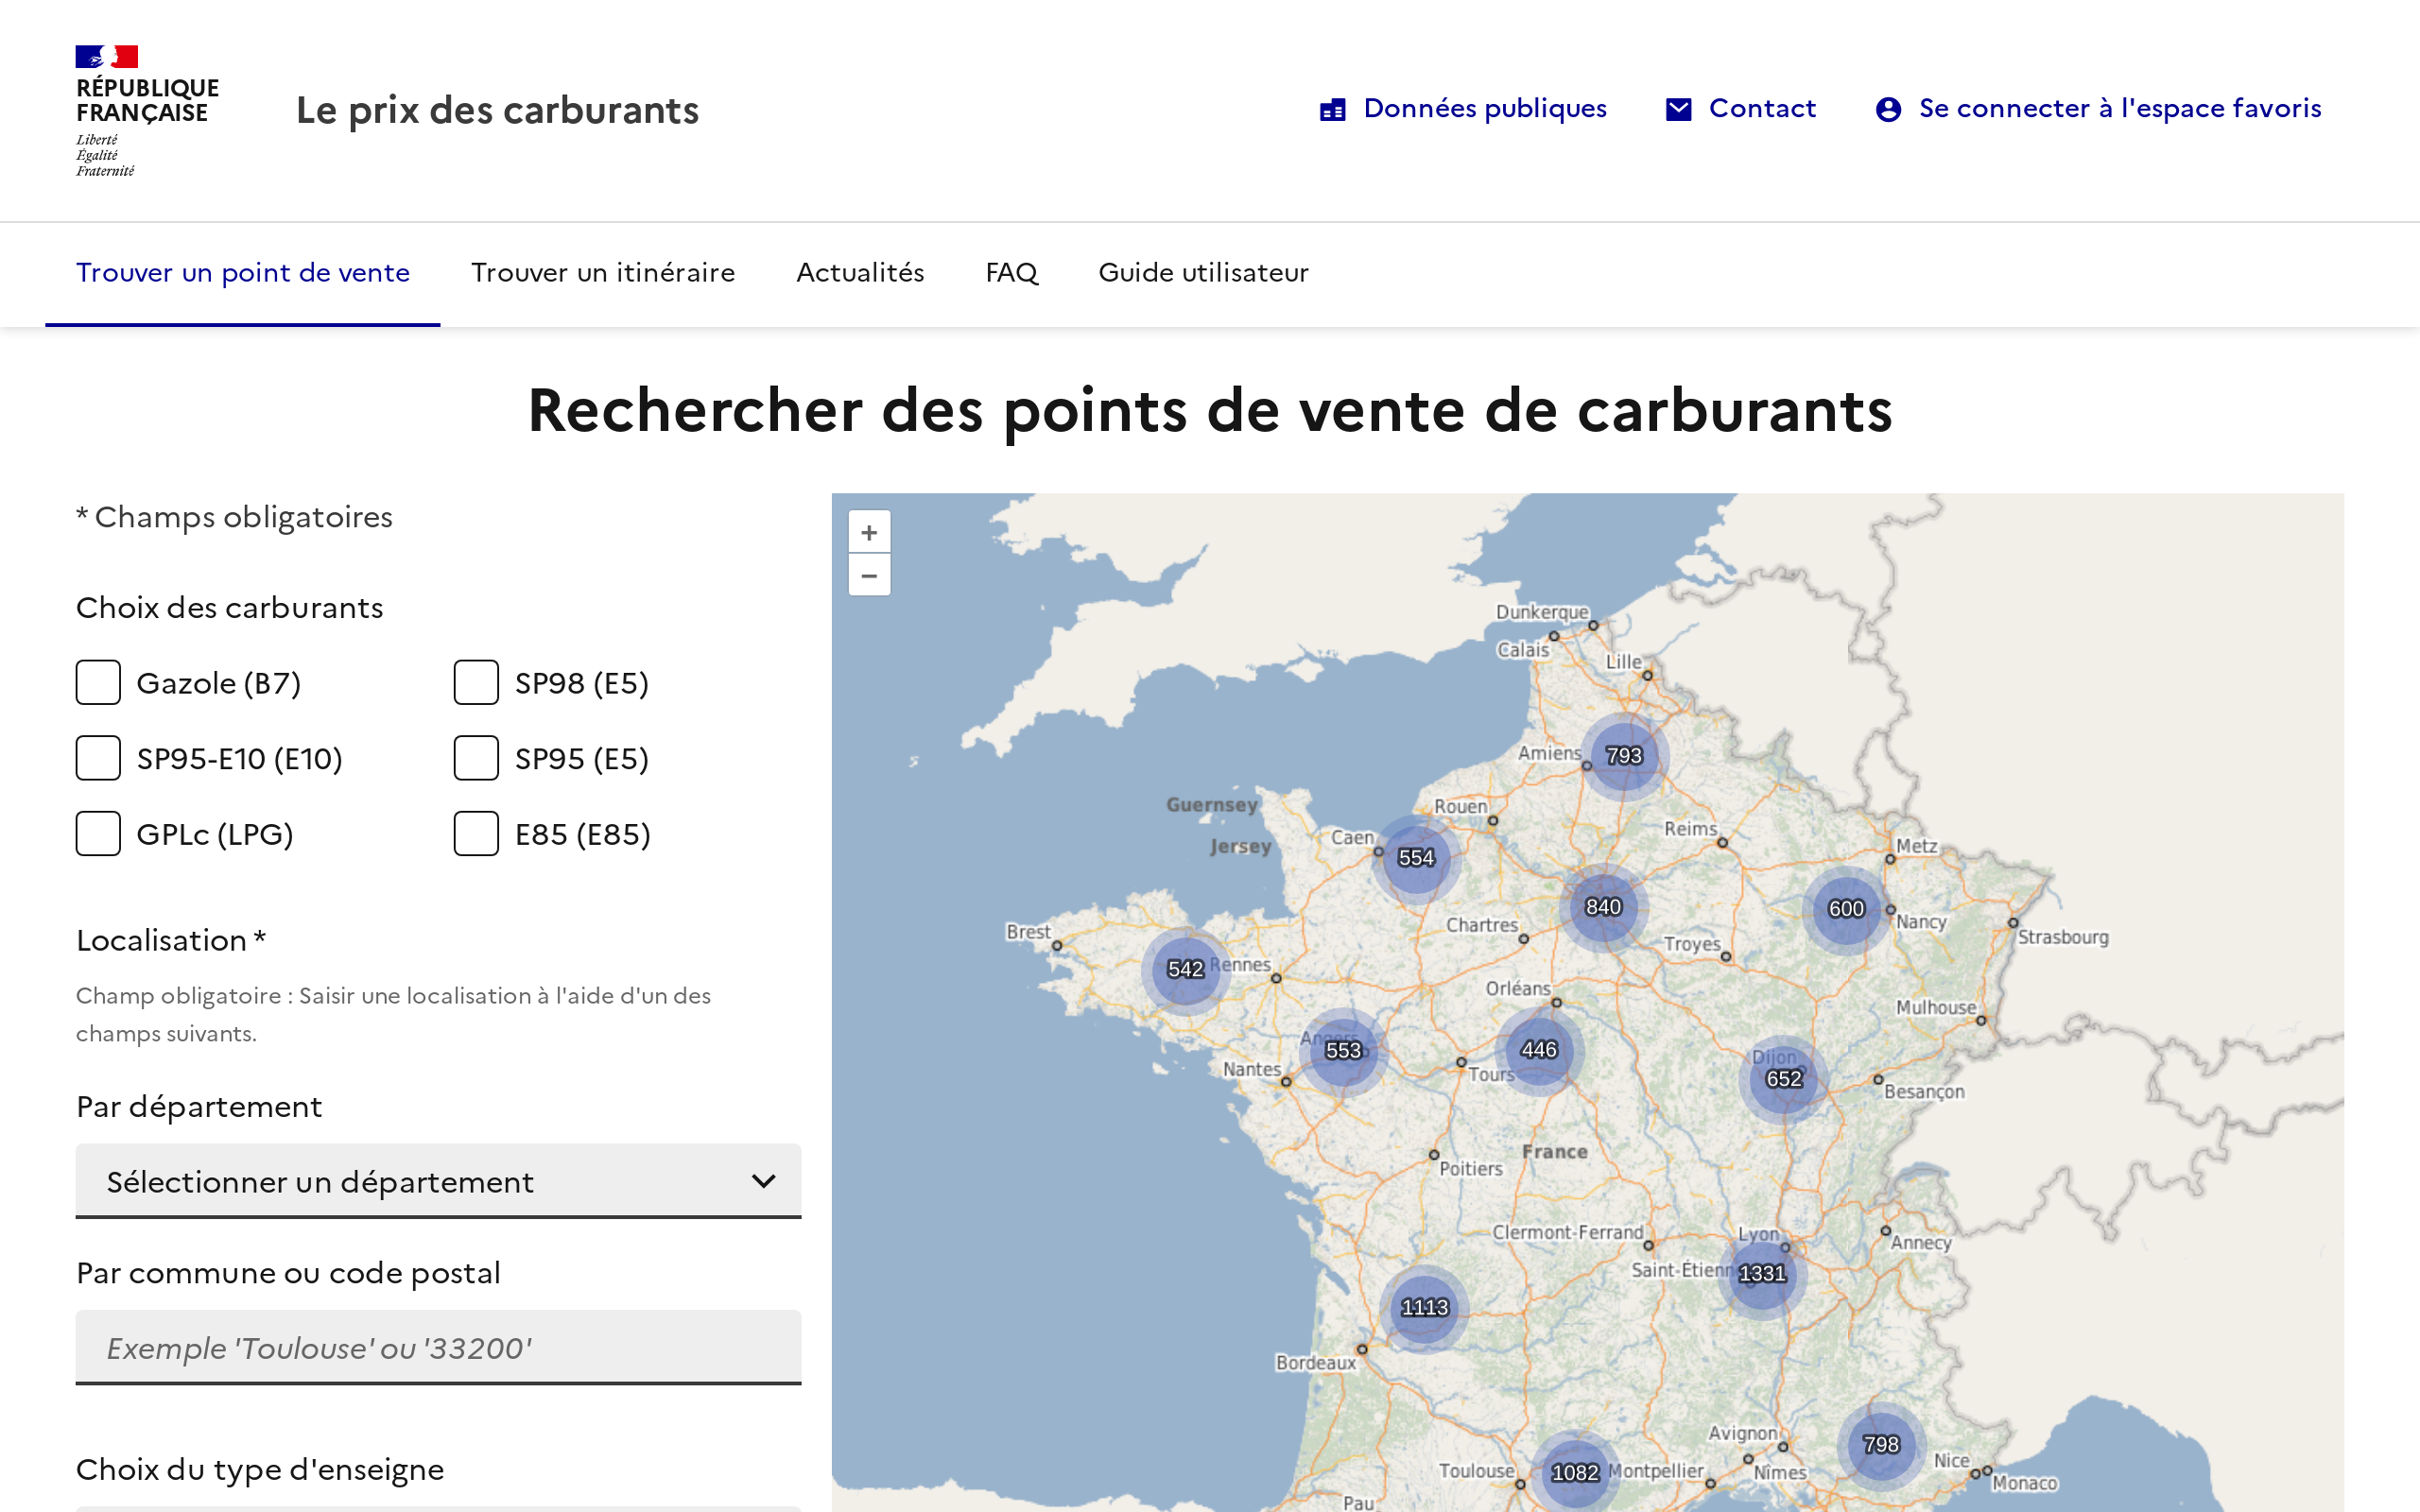 RÉPUBLIQUE
FRANÇAISE
Liberté
Égalité
Fraternité
Le prix des carburants
Données publiques
Contact
Se connecter à l'espace favoris
Trouver un point de vente
Trouver un itinéraire
Actualités
FAQ
Guide utilisateur
Rechercher des points de vente de carburants
* Champs obligatoires
Choix des carburants
Gazole (B7)
SP98 (E5)
SP95-E10 (E10)
SP95 (E5)
GPLc (LPG)
E85 (E85)
Localisation *
Champ obligatoire : Saisir une localisation à l'aide d'un des
champs suivants.
Par département
Sélectionner un département
Par commune ou code postal
Exemple 'Toulouse' ou '33200'
Choix du type d'enseigne
+
−
Dunkerque
Calais
Lille
Amiens
793
Guernsey
Rouen
Jersey
Caen
554
Reims
Metz
840
600
Brest
Chartres
Nancy
Strasbourg
Troyes
542
Rennes
Orléans
Mulhouse
Angers
553
446
Dijon
652
Nantes
Tours
Besançon
France
Poitiers
Clermont-Ferrand
Lyon
Annecy
Saint-Étienn
1331
1113
Bordeaux
Avignon
798
Toulouse
1082
Montpellier
Nîmes
Nice
Monaco
Pau